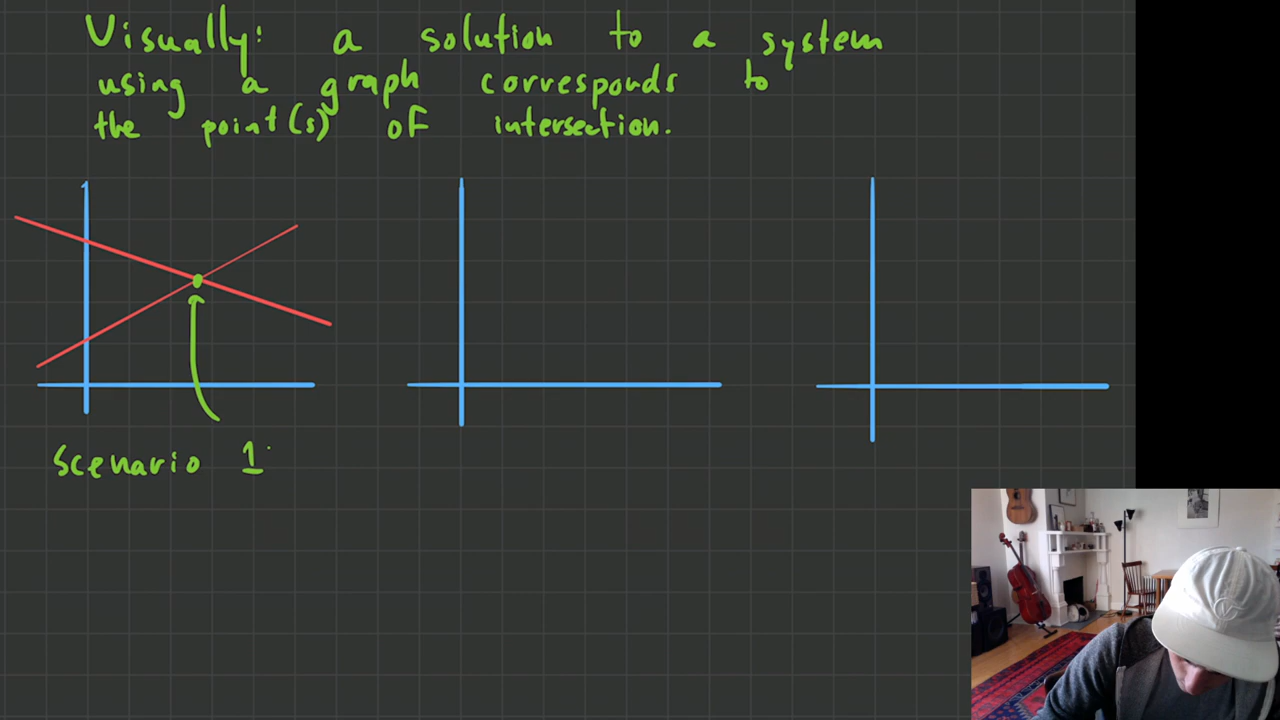 Visually: a solution to a system
using a graph corresponds to
the point(s) of intersection.
Scenario 1